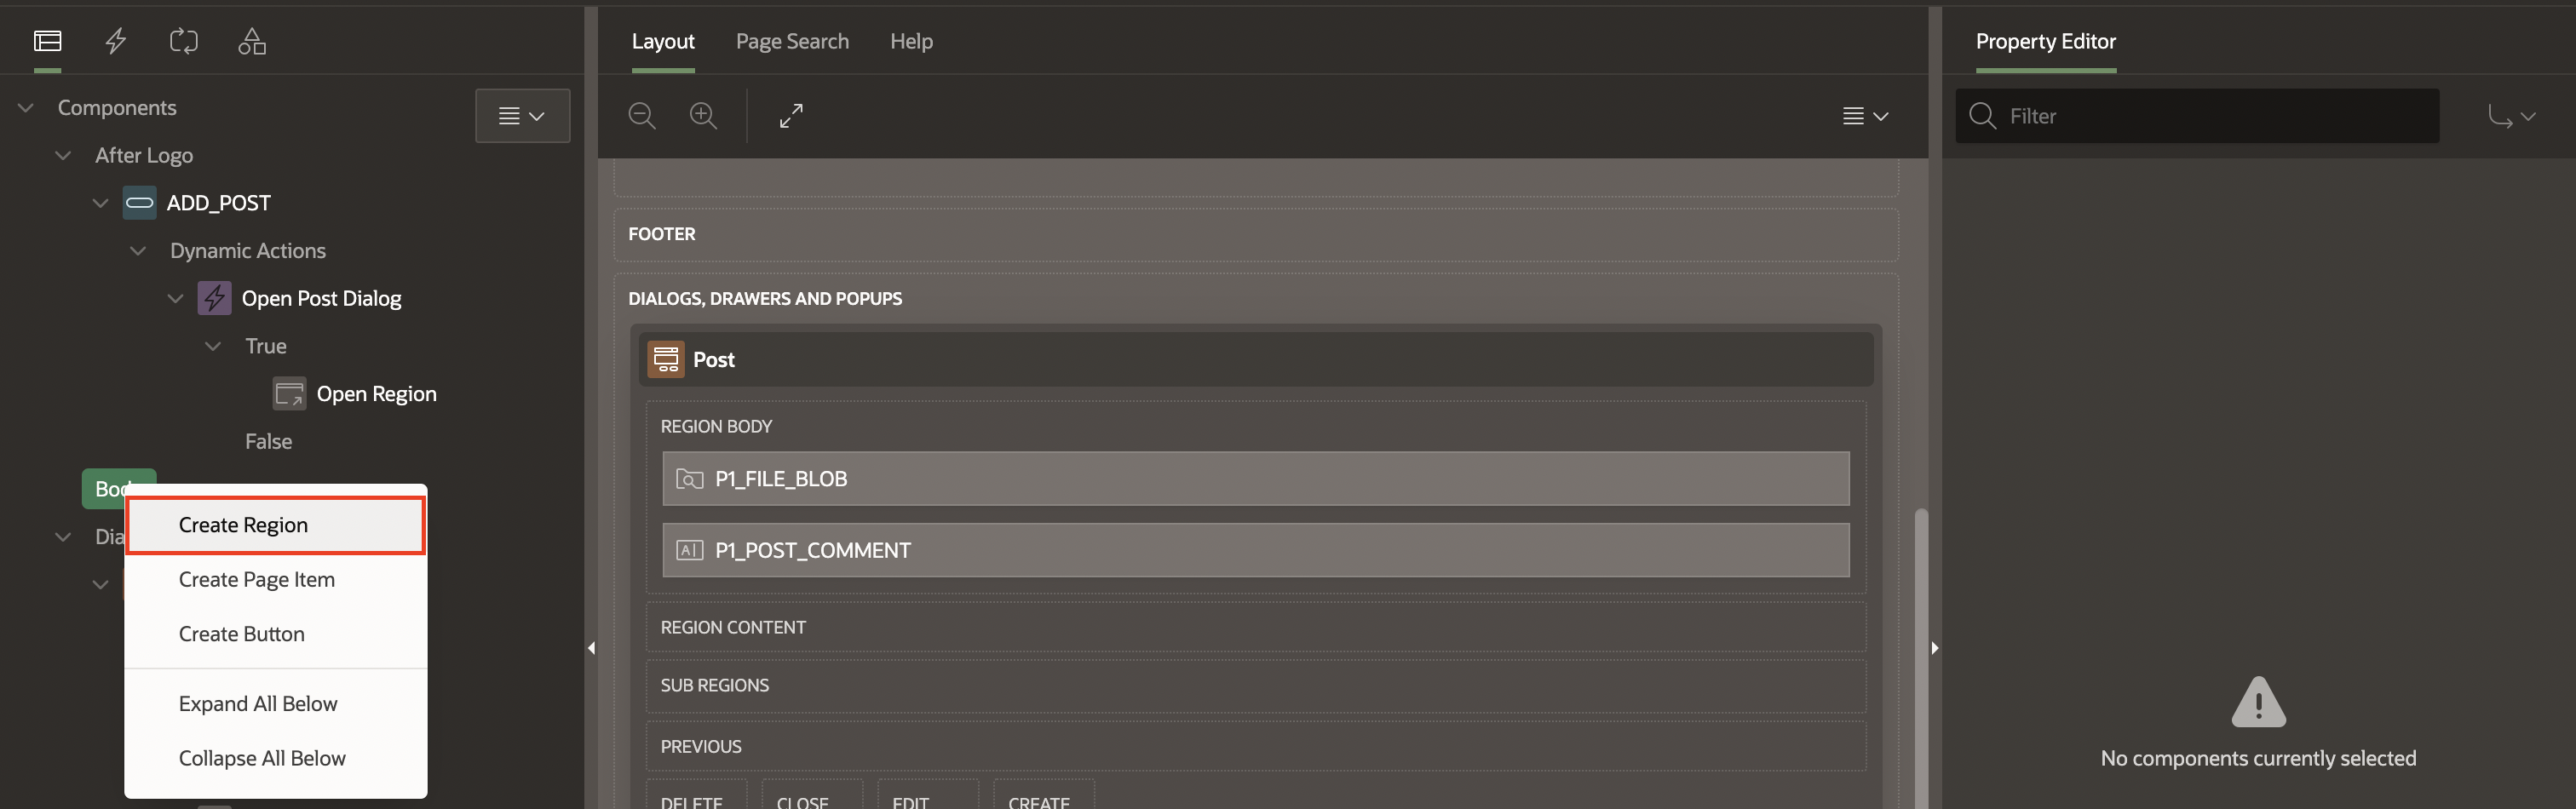 Components
After Logo
ADD_POST
Dynamic Actions
Open Post Dialog
True
Open Region
False
Create Region
Create Page Item
Create Button
Expand All Below
Collapse All Below
Layout Page Search Help
FOOTER
DIALOGS, DRAWERS AND POPUPS
Post
REGION BODY
P1_FILE_BLOB
P1_POST_COMMENT
REGION CONTENT
SUB REGIONS
PREVIOUS
DELETE CLOSE EDIT CREATE
Property Editor
Filter
No components currently selected